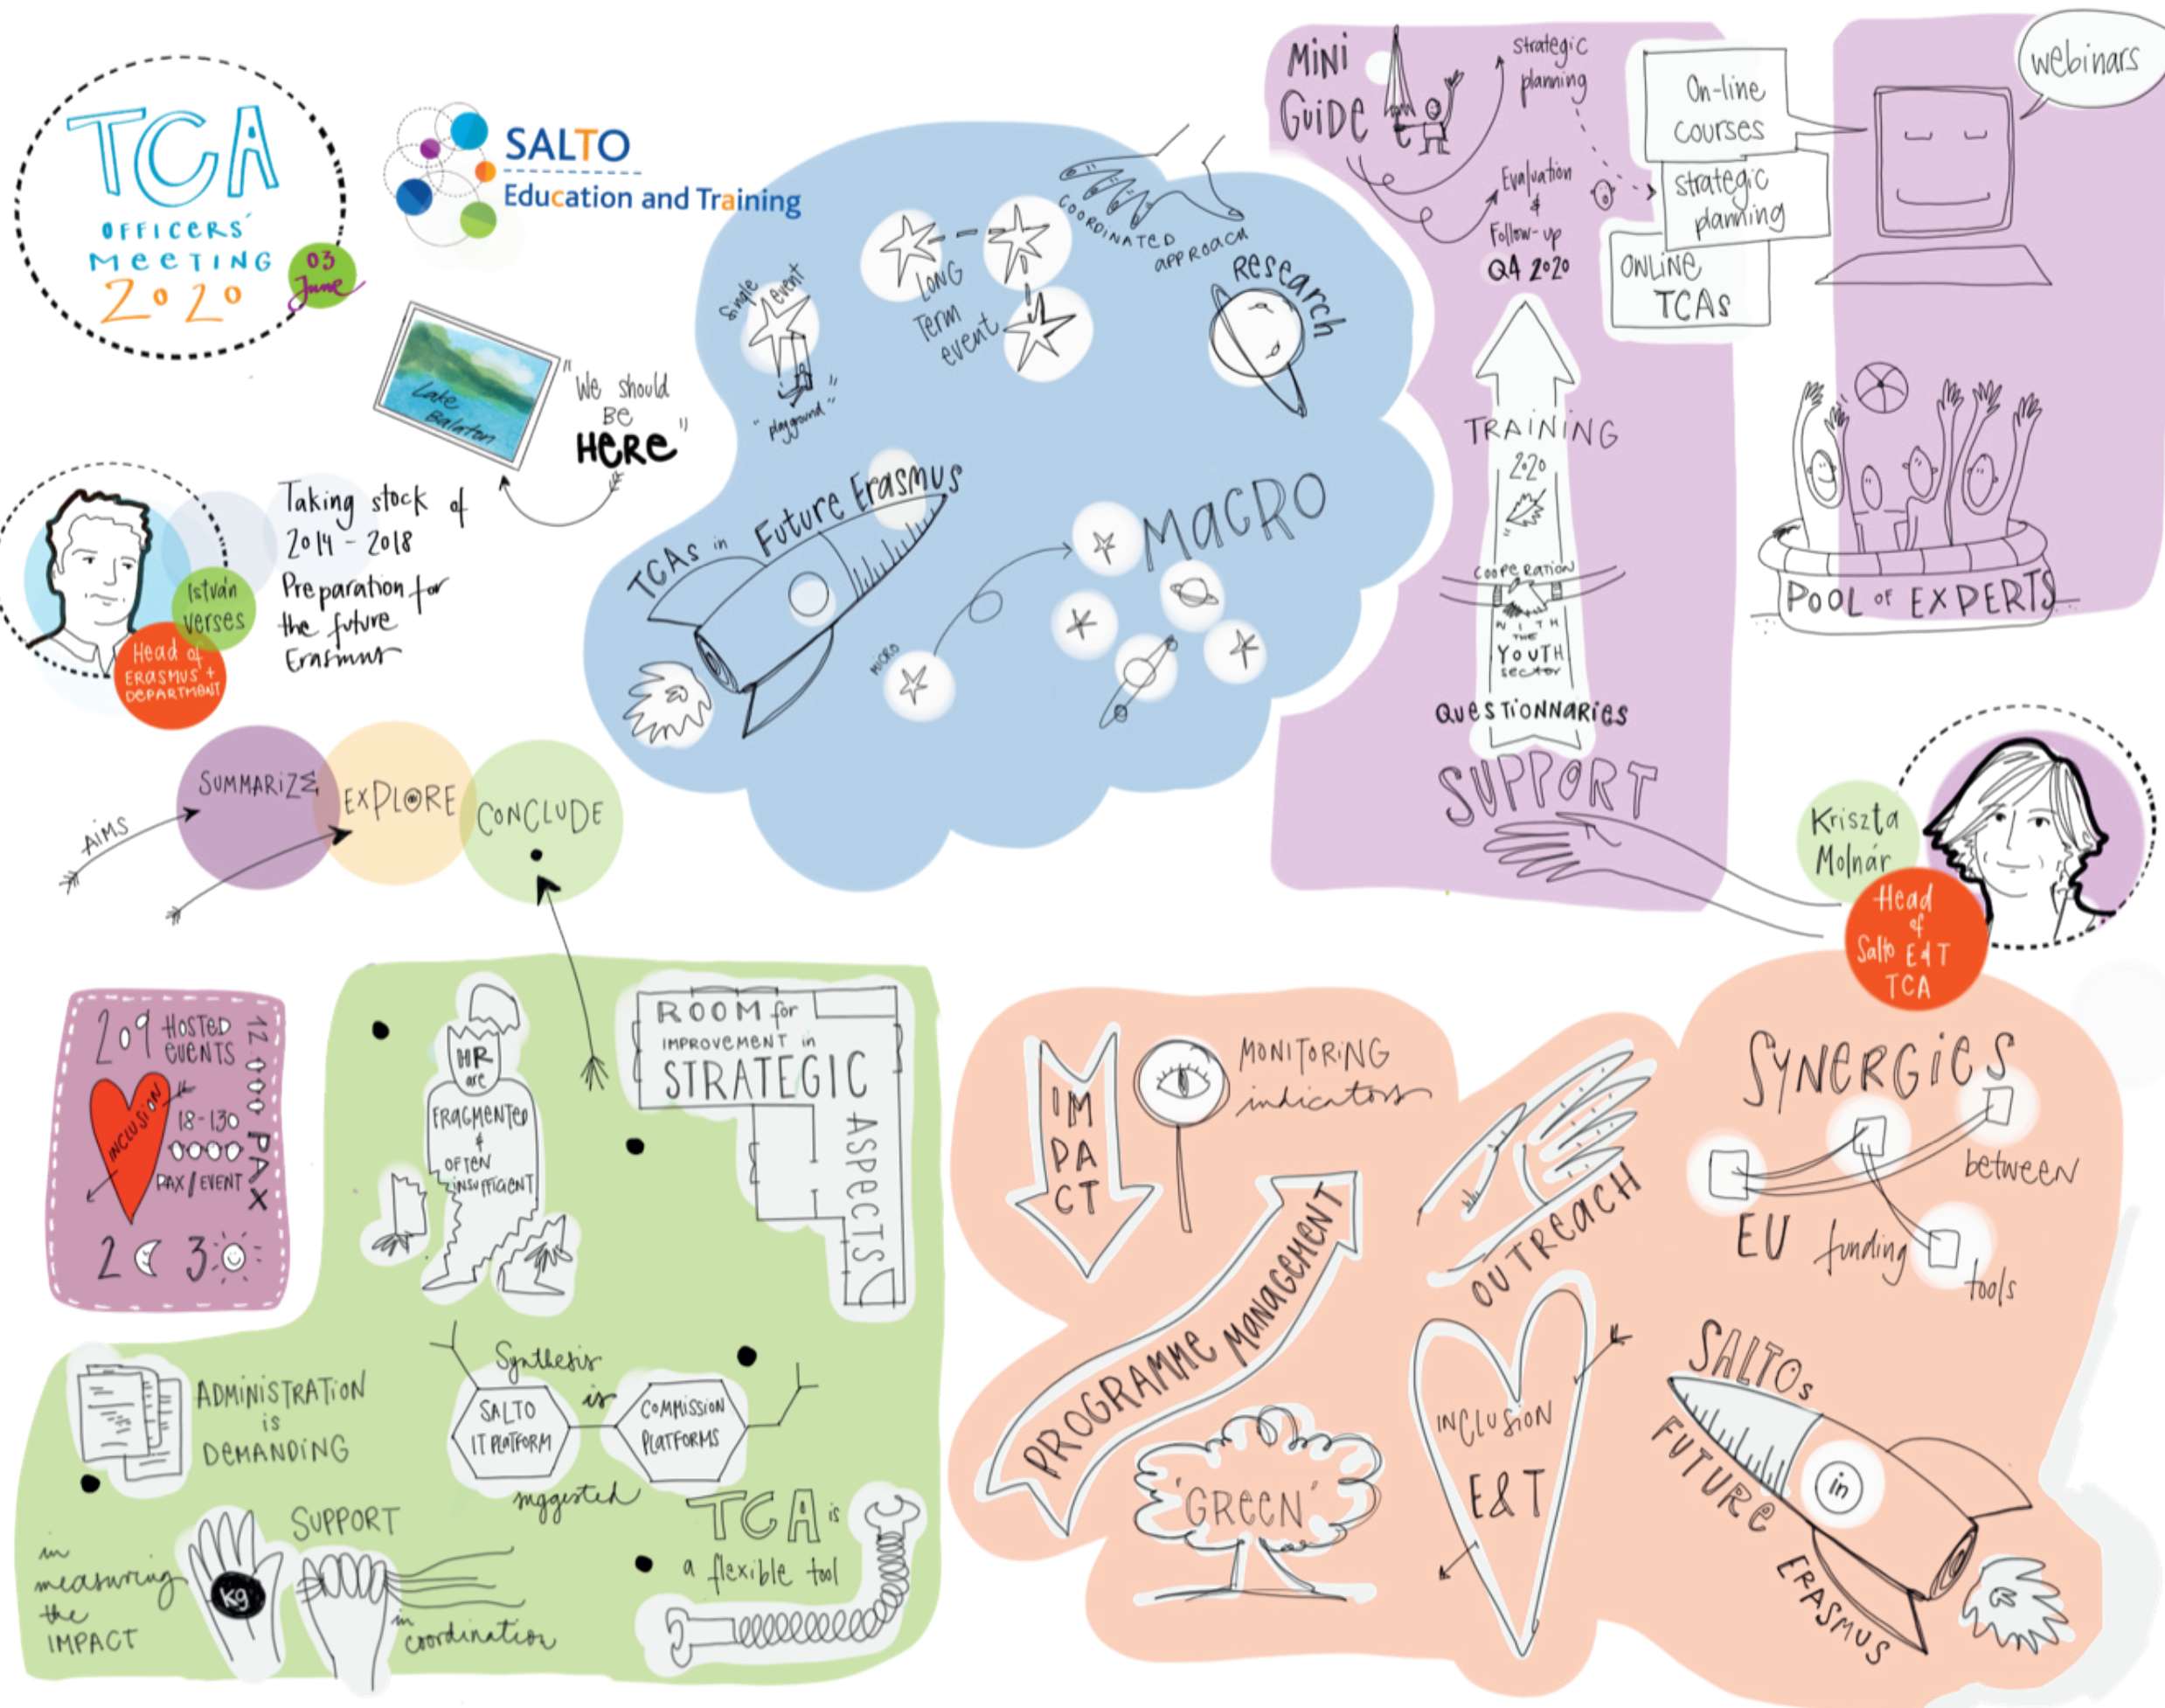 TCA
OFFICERS'
MEETING
2020
03
June
SALTO
Education and Training
Lake
Balaton
"We should
BE
HERE"
István
verses
Head of
ERASMUS+
DEPARTMENT
Taking stock of
2014 - 2018
Preparation for
the future
Erasmus
AIMS
SUMMARIZE
EXPLORE
CONCLUDE
single event
"playground"
LONG
Term
event
COORDINATED
APPROACH
Research
TCAs in Future Erasmus
MICRO
MACRO
MINI
GUIDE
strategic
planning
Evaluation
&
Follow-up
Q4 2020
On-line
courses
strategic
planning
ONLINE
TCAs
webinars
TRAINING
2020
COOPERATION
WITH
THE
YOUTH
sector
QUESTIONNARIES
SUPPORT
POOL OF EXPERTS
Kriszta
Molnár
Head
of
Salto E&T
TCA
209 HOSTED
EVENTS
12000 PAX
INCLUSION
18-130
PAX/EVENT
2
3
HR
are
FRAGMENTED
&
OFTEN
INSUFFICIENT
ROOM for
IMPROVEMENT in
STRATEGIC
ASPECTS
ADMINISTRATION
is
DEMANDING
Synthesis
is
SALTO
IT PLATFORM
COMMISSION
PLATFORMS
suggested
SUPPORT
in
measuring
the
IMPACT
kg
in
coordination
TCA is
a flexible tool
IM
PA
CT
MONITORING
indicators
PROGRAMME MANAGEMENT
OUTREACH
'GREEN'
INCLUSION
E&T
SYNERGIES
between
EU funding
tools
SALTOs
in
FUTURE
ERASMUS